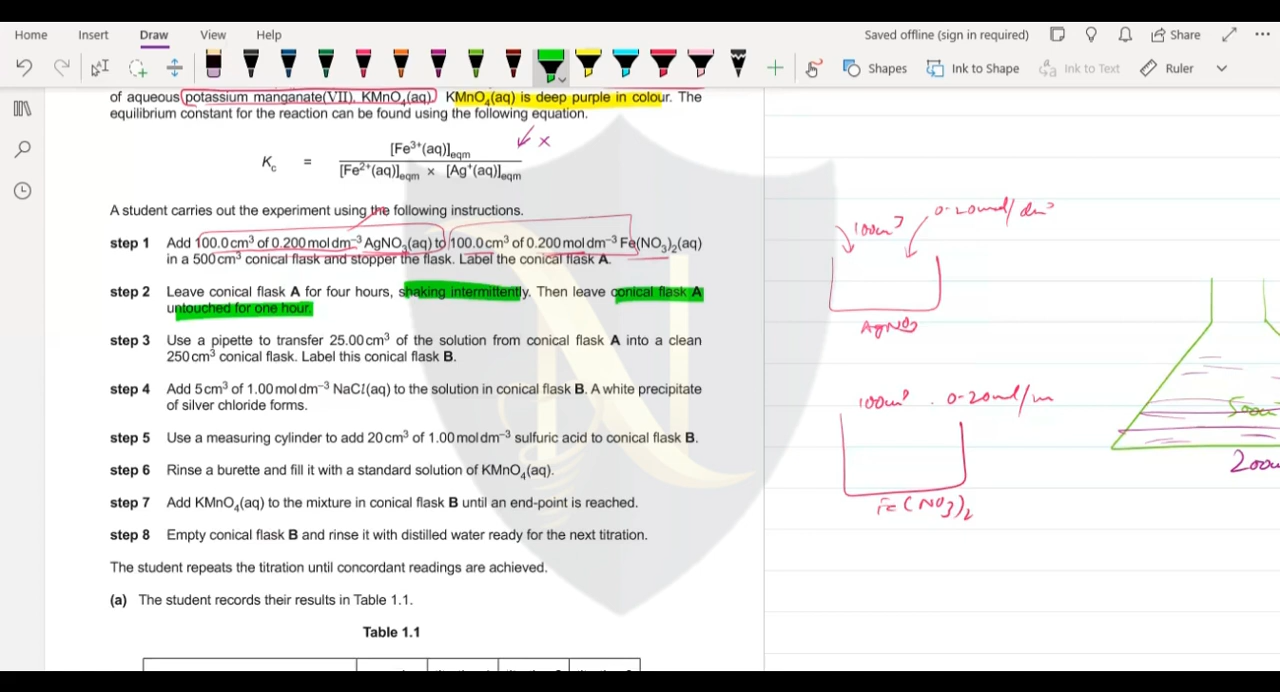 Home Insert Draw View Help Saved offline (sign in required) Share
Shapes Ink to Shape Ink to Text Ruler
of aqueous potassium manganate(VII), KMnO₄(aq). KMnO₄(aq) is deep purple in colour. The
equilibrium constant for the reaction can be found using the following equation.
x
Kc = [Fe³⁺(aq)]eqm
[Fe²⁺(aq)]eqm × [Ag⁺(aq)]eqm
A student carries out the experiment using the following instructions.
step 1 Add 100.0 cm³ of 0.200 mol dm⁻³ AgNO₃(aq) to 100.0 cm³ of 0.200 mol dm⁻³ Fe(NO₃)₂(aq)
in a 500 cm³ conical flask and stopper the flask. Label the conical flask A.
step 2 Leave conical flask A for four hours, shaking intermittently. Then leave conical flask A
untouched for one hour.
step 3 Use a pipette to transfer 25.00 cm³ of the solution from conical flask A into a clean
250 cm³ conical flask. Label this conical flask B.
step 4 Add 5 cm³ of 1.00 mol dm⁻³ NaCl(aq) to the solution in conical flask B. A white precipitate
of silver chloride forms.
step 5 Use a measuring cylinder to add 20 cm³ of 1.00 mol dm⁻³ sulfuric acid to conical flask B.
step 6 Rinse a burette and fill it with a standard solution of KMnO₄(aq).
step 7 Add KMnO₄(aq) to the mixture in conical flask B until an end-point is reached.
step 8 Empty conical flask B and rinse it with distilled water ready for the next titration.
The student repeats the titration until concordant readings are achieved.
(a) The student records their results in Table 1.1.
Table 1.1
100cm³ 0-20mol/dm³
AgNO₃
100cm³ . 0-20mol/m
Fe(NO₃)₂